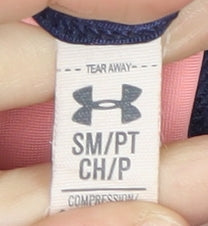 TEAR AWAY
SM/PT
CH/P
COMPRESSION/